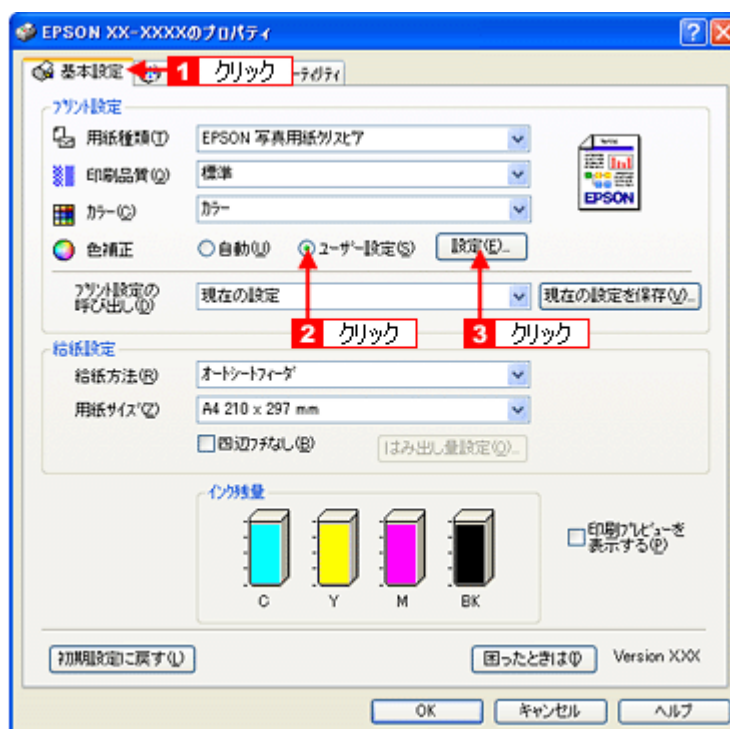 EPSON XX-XXXXのプロパティ
基本設定
1 クリック
ーティリティ
プリント設定
用紙種類(T)
EPSON 写真用紙クリスピア
印刷品質(Q)
標準
カラー(C)
カラー
EPSON
色補正
自動(U)
ユーザー設定(S)
設定(E)...
プリント設定の
呼び出し(D)
現在の設定
現在の設定を保存(V)...
2 クリック
3 クリック
給紙設定
給紙方法(R)
オートシートフィーダ
用紙サイズ(Z)
A4 210 x 297 mm
四辺フチなし(B)
はみ出し量設定(O)...
インク残量
C
Y
M
BK
印刷プレビューを
表示する(P)
初期設定に戻す(L)
困ったときは(I)
Version X.XX
OK
キャンセル
ヘルプ